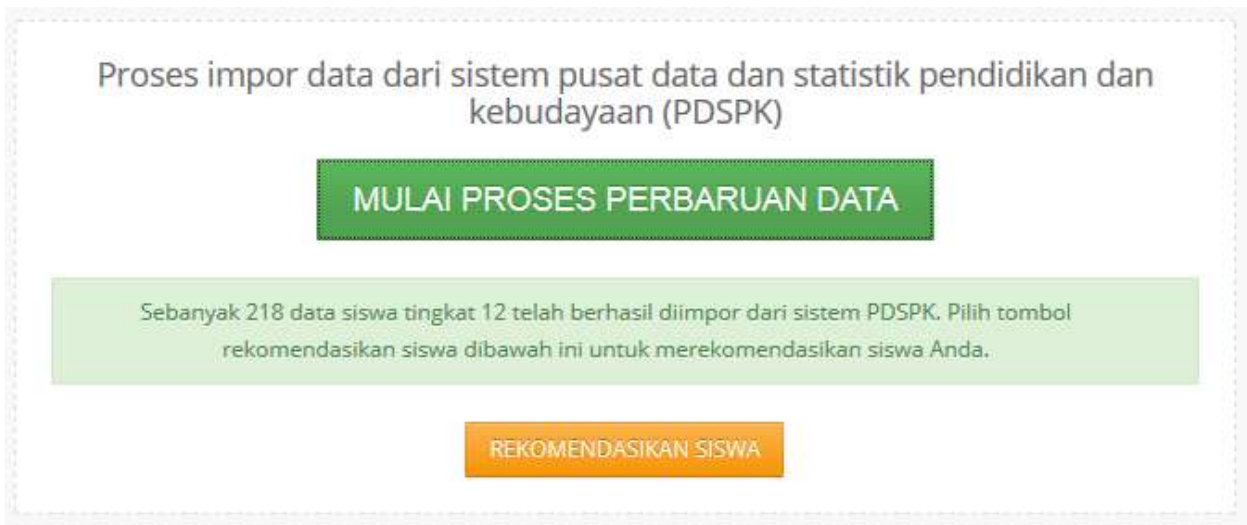 Proses impor data dari sistem pusat data dan statistik pendidikan dan
kebudayaan (PDSPK)
MULAI PROSES PERBARUAN DATA
Sebanyak 218 data siswa tingkat 12 telah berhasil diimpor dari sistem PDSPK. Pilih tombol
rekomendasikan siswa dibawah ini untuk merekomendasikan siswa Anda.
REKOMENDASIKAN SISWA